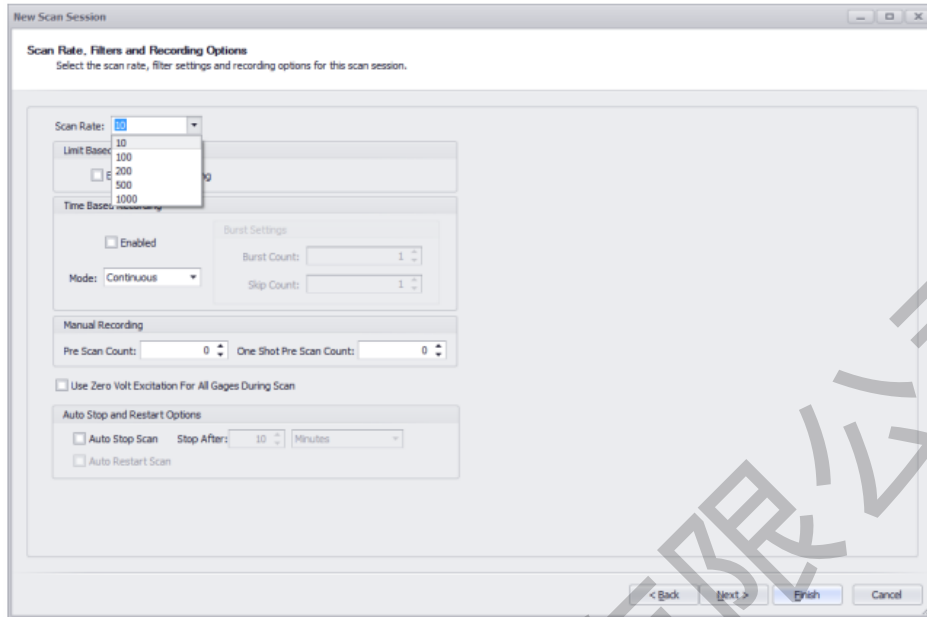 New Scan Session
Scan Rate, Filters and Recording Options
Select the scan rate, filter settings and recording options for this scan session.
Scan Rate: 10
10
100
200
500
1000
Limit Based
Time Based Recording
Enabled
Burst Settings
Burst Count: 1
Mode: Continuous
Skip Count: 1
Manual Recording
Pre Scan Count: 0 One Shot Pre Scan Count: 0
Use Zero Volt Excitation For All Gages During Scan
Auto Stop and Restart Options
Auto Stop Scan Stop After: 10 Minutes
Auto Restart Scan
< Back Next > Finish Cancel
有限公